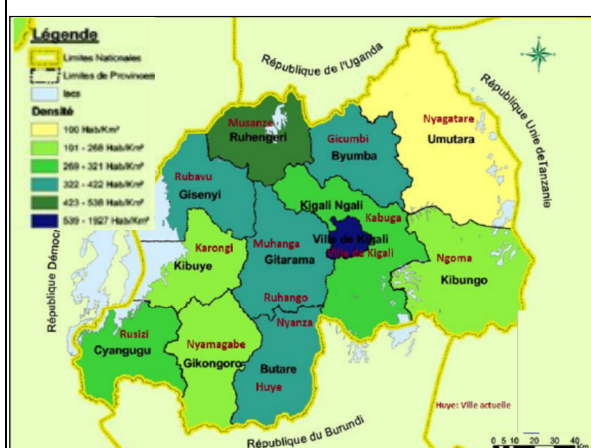 Légende
Limites Nationales
Limites de Provinces
lacs
Densité
100 Hab/Km²
101 - 268 Hab/Km²
269 - 321 Hab/Km²
322 - 422 Hab/Km²
423 - 538 Hab/Km²
539 - 1927 Hab/Km²
République de l'Uganda
République Unie de Tanzanie
République Démoc
République du Burundi
Musanze
Ruhengeri
Gicumbi
Byumba
Nyagatare
Umutara
Rubavu
Gisenyi
Kigali Ngali
Kabuga
Ville de Kigali
Ville de Kigali
Karongi
Kibuye
Muhanga
Gitarama
Ruhango
Ngoma
Kibungo
Rusizi
Cyangugu
Nyamagabe
Gikongoro
Nyanza
Butare
Huye
Huye: Ville actuelle
0 5 10 20 30 40
Km